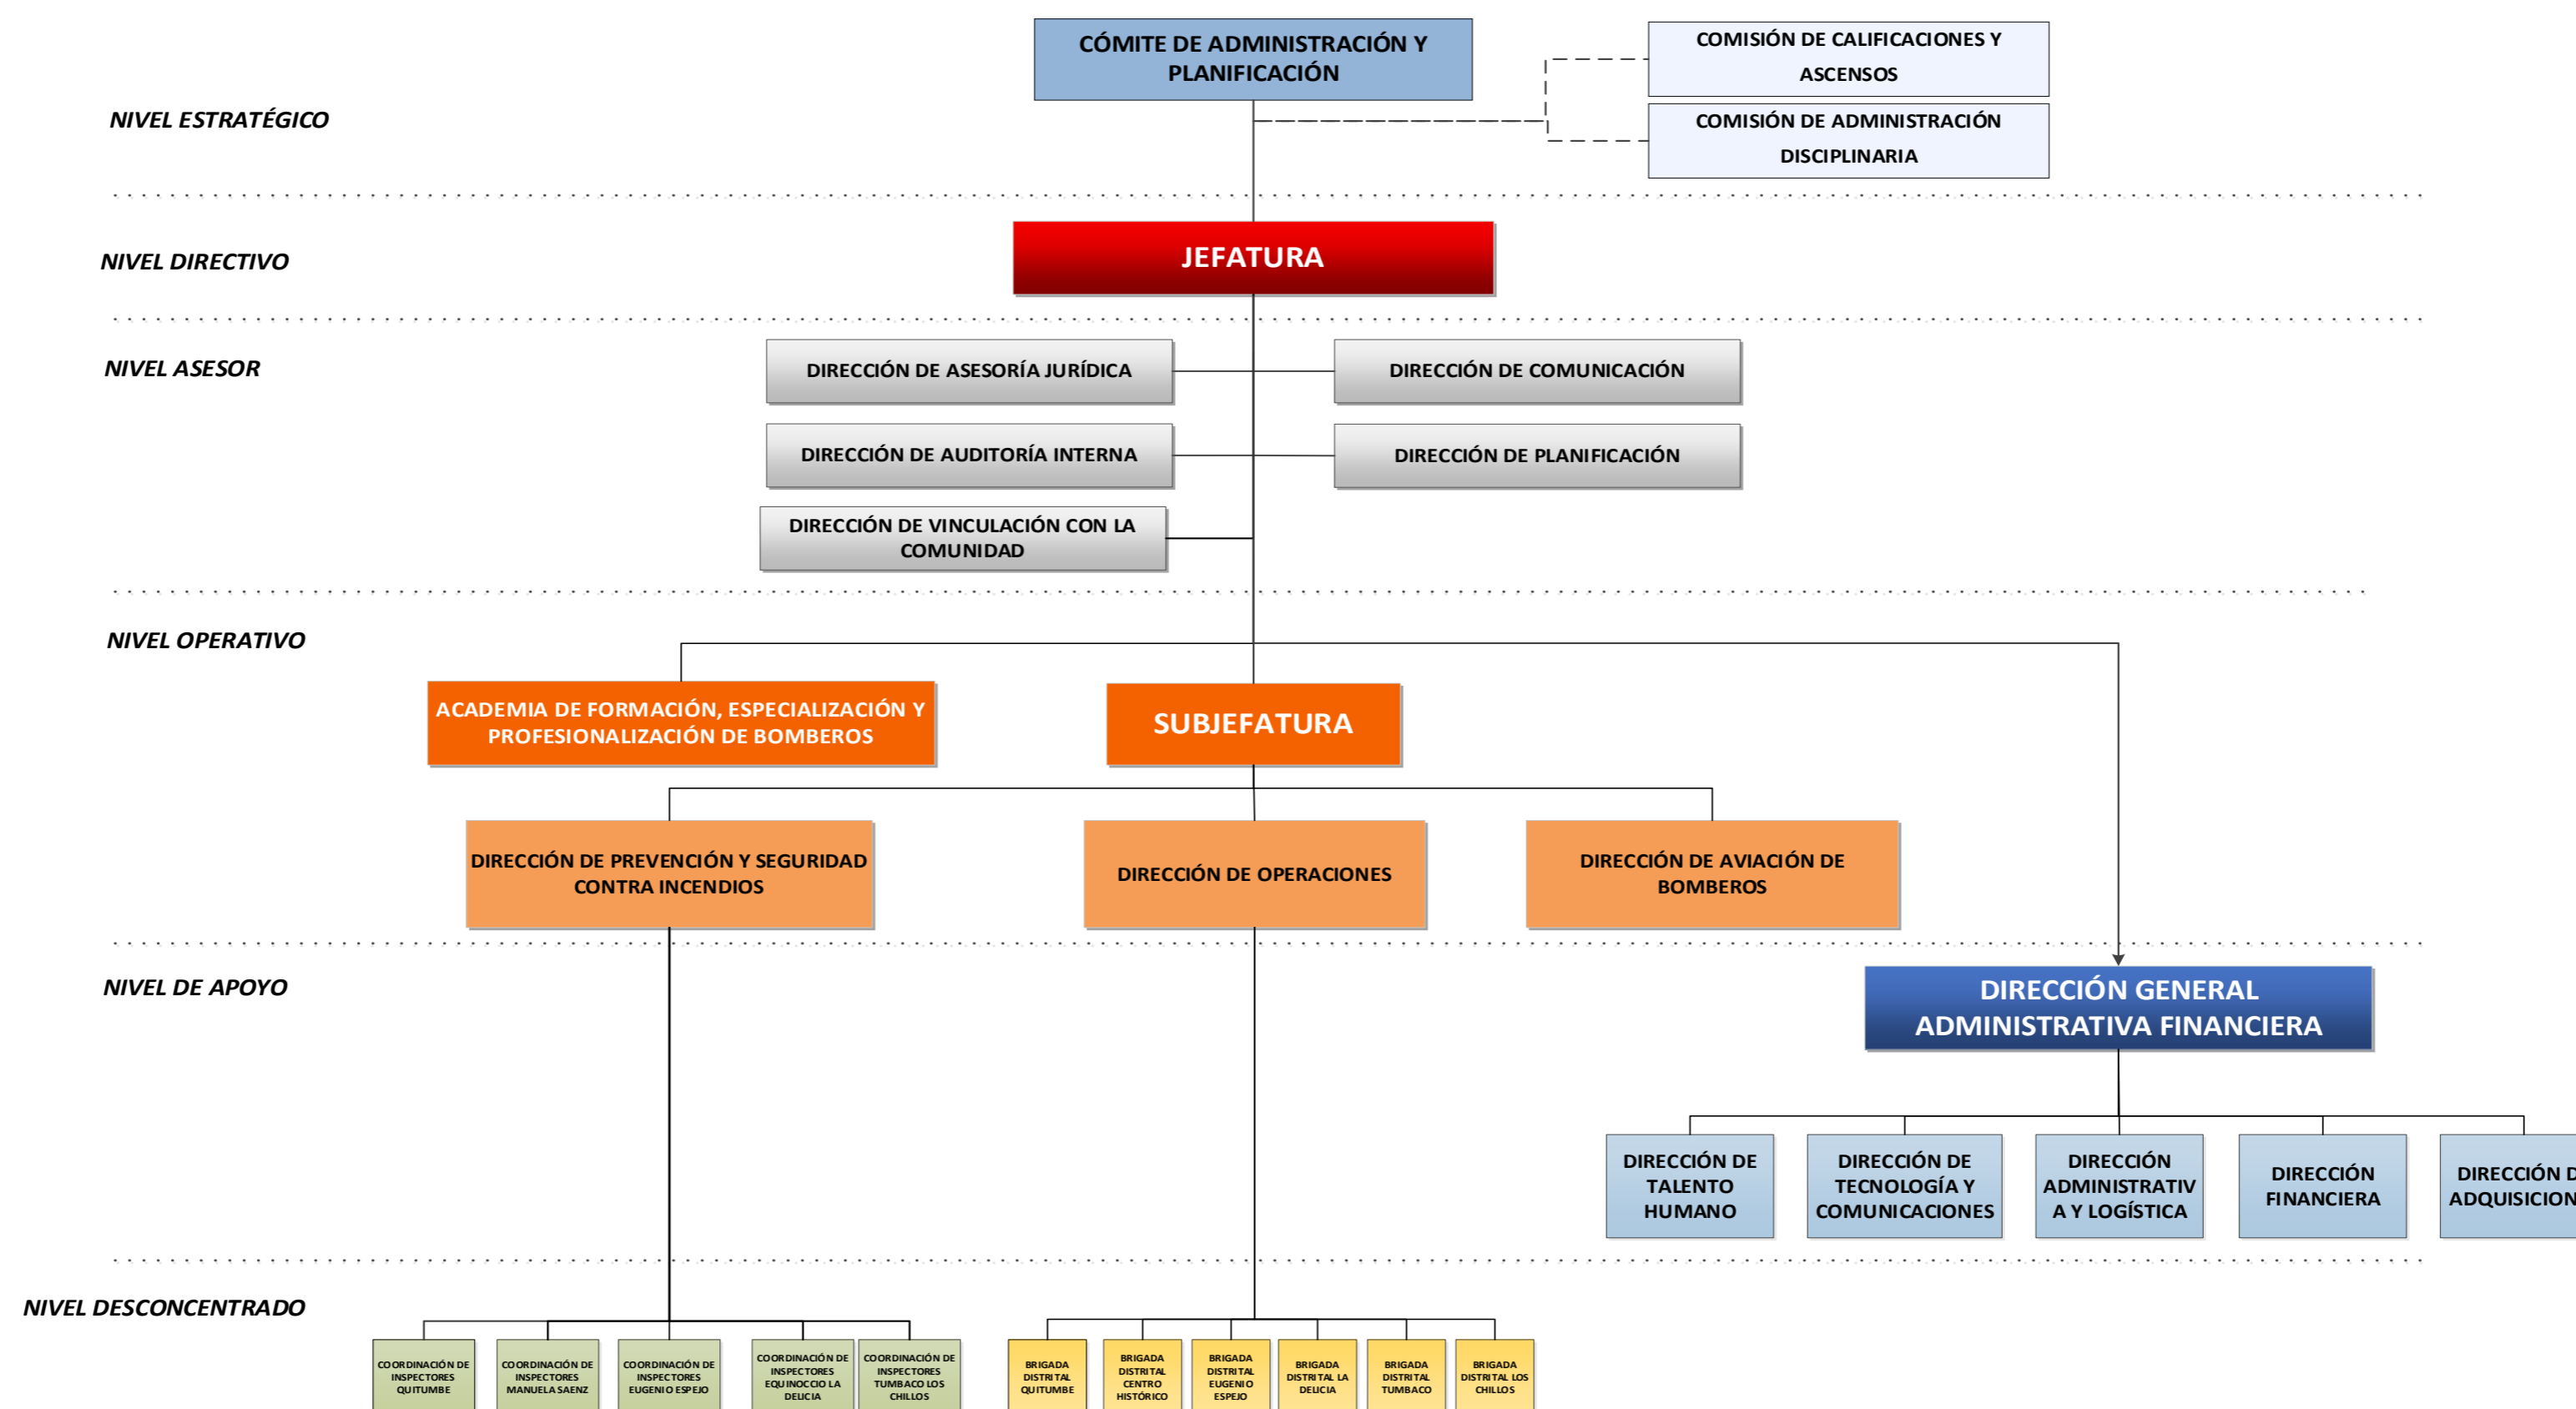 CÓMITE DE ADMINISTRACIÓN Y
PLANIFICACIÓN
COMISIÓN DE CALIFICACIONES Y
ASCENSOS
COMISIÓN DE ADMINISTRACIÓN
DISCIPLINARIA
NIVEL ESTRATÉGICO
NIVEL DIRECTIVO
JEFATURA
NIVEL ASESOR
DIRECCIÓN DE ASESORÍA JURÍDICA
DIRECCIÓN DE COMUNICACIÓN
DIRECCIÓN DE AUDITORÍA INTERNA
DIRECCIÓN DE PLANIFICACIÓN
DIRECCIÓN DE VINCULACIÓN CON LA
COMUNIDAD
NIVEL OPERATIVO
ACADEMIA DE FORMACIÓN, ESPECIALIZACIÓN Y
PROFESIONALIZACIÓN DE BOMBEROS
SUBJEFATURA
DIRECCIÓN DE PREVENCIÓN Y SEGURIDAD
CONTRA INCENDIOS
DIRECCIÓN DE OPERACIONES
DIRECCIÓN DE AVIACIÓN DE
BOMBEROS
NIVEL DE APOYO
DIRECCIÓN GENERAL
ADMINISTRATIVA FINANCIERA
DIRECCIÓN DE
TALENTO
HUMANO
DIRECCIÓN DE
TECNOLOGÍA Y
COMUNICACIONES
DIRECCIÓN
ADMINISTRATIV
A Y LOGÍSTICA
DIRECCIÓN
FINANCIERA
DIRECCIÓN D
ADQUISICION
NIVEL DESCONCENTRADO
COORDINACIÓN DE
INSPECTORES
QUITUMBE
COORDINACIÓN DE
INSPECTORES
MANUELA SAENZ
COORDINACIÓN DE
INSPECTORES
EUGENIO ESPEJO
COORDINACIÓN DE
INSPECTORES
EQUINOCCIO LA
DELICIA
COORDINACIÓN DE
INSPECTORES
TUMBACO LOS
CHILLOS
BRIGADA
DISTRITAL
QUITUMBE
BRIGADA
DISTRITAL
CENTRO
HISTÓRICO
BRIGADA
DISTRITAL
EUGENIO
ESPEJO
BRIGADA
DISTRITAL LA
DELICIA
BRIGADA
DISTRITAL
TUMBACO
BRIGADA
DISTRITAL LOS
CHILLOS